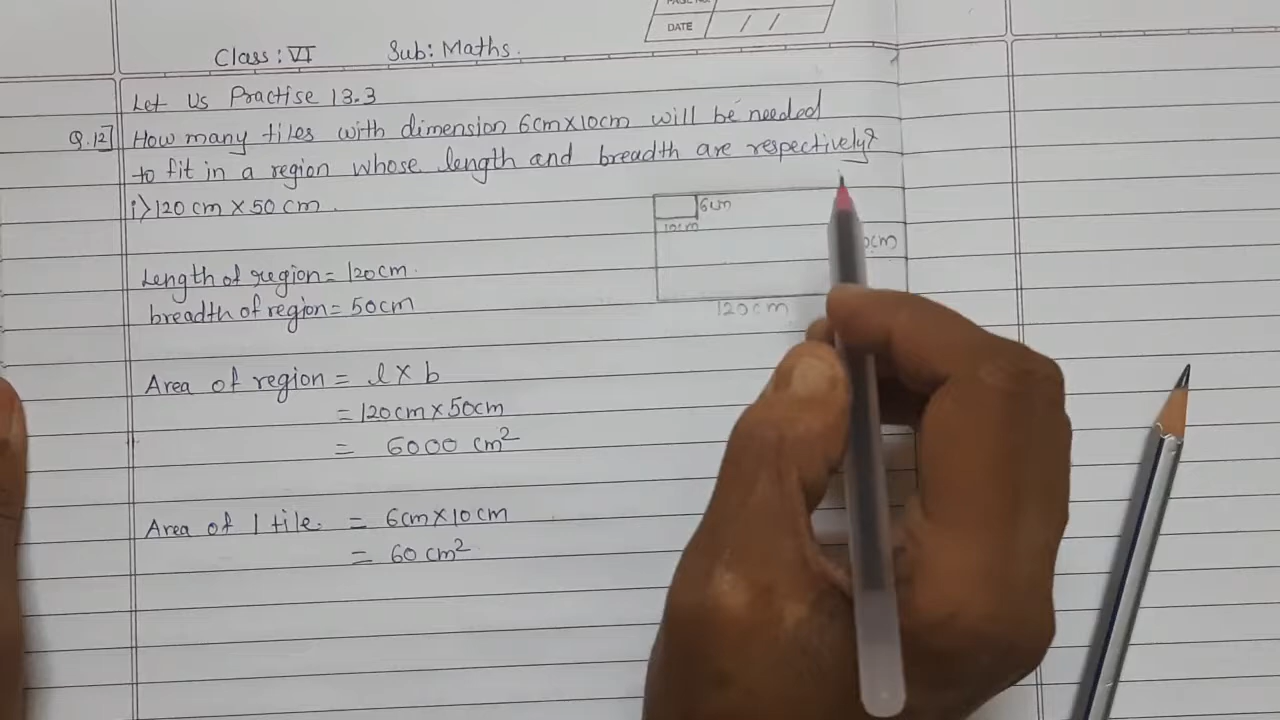 PAGE NO.
DATE / /
Class : VI Sub: Maths.
Let Us Practise 13.3
Q.12] How many tiles with dimension 6cm×10cm will be needed
to fit in a region whose length and breadth are respectively?
i> 120 cm × 50 cm.
6cm
10cm
0cm
120cm
Length of region = 120cm.
breadth of region = 50cm
Area of region = l × b
= 120cm × 50cm
= 6000 cm²
Area of 1 tile. = 6cm×10cm
= 60 cm²